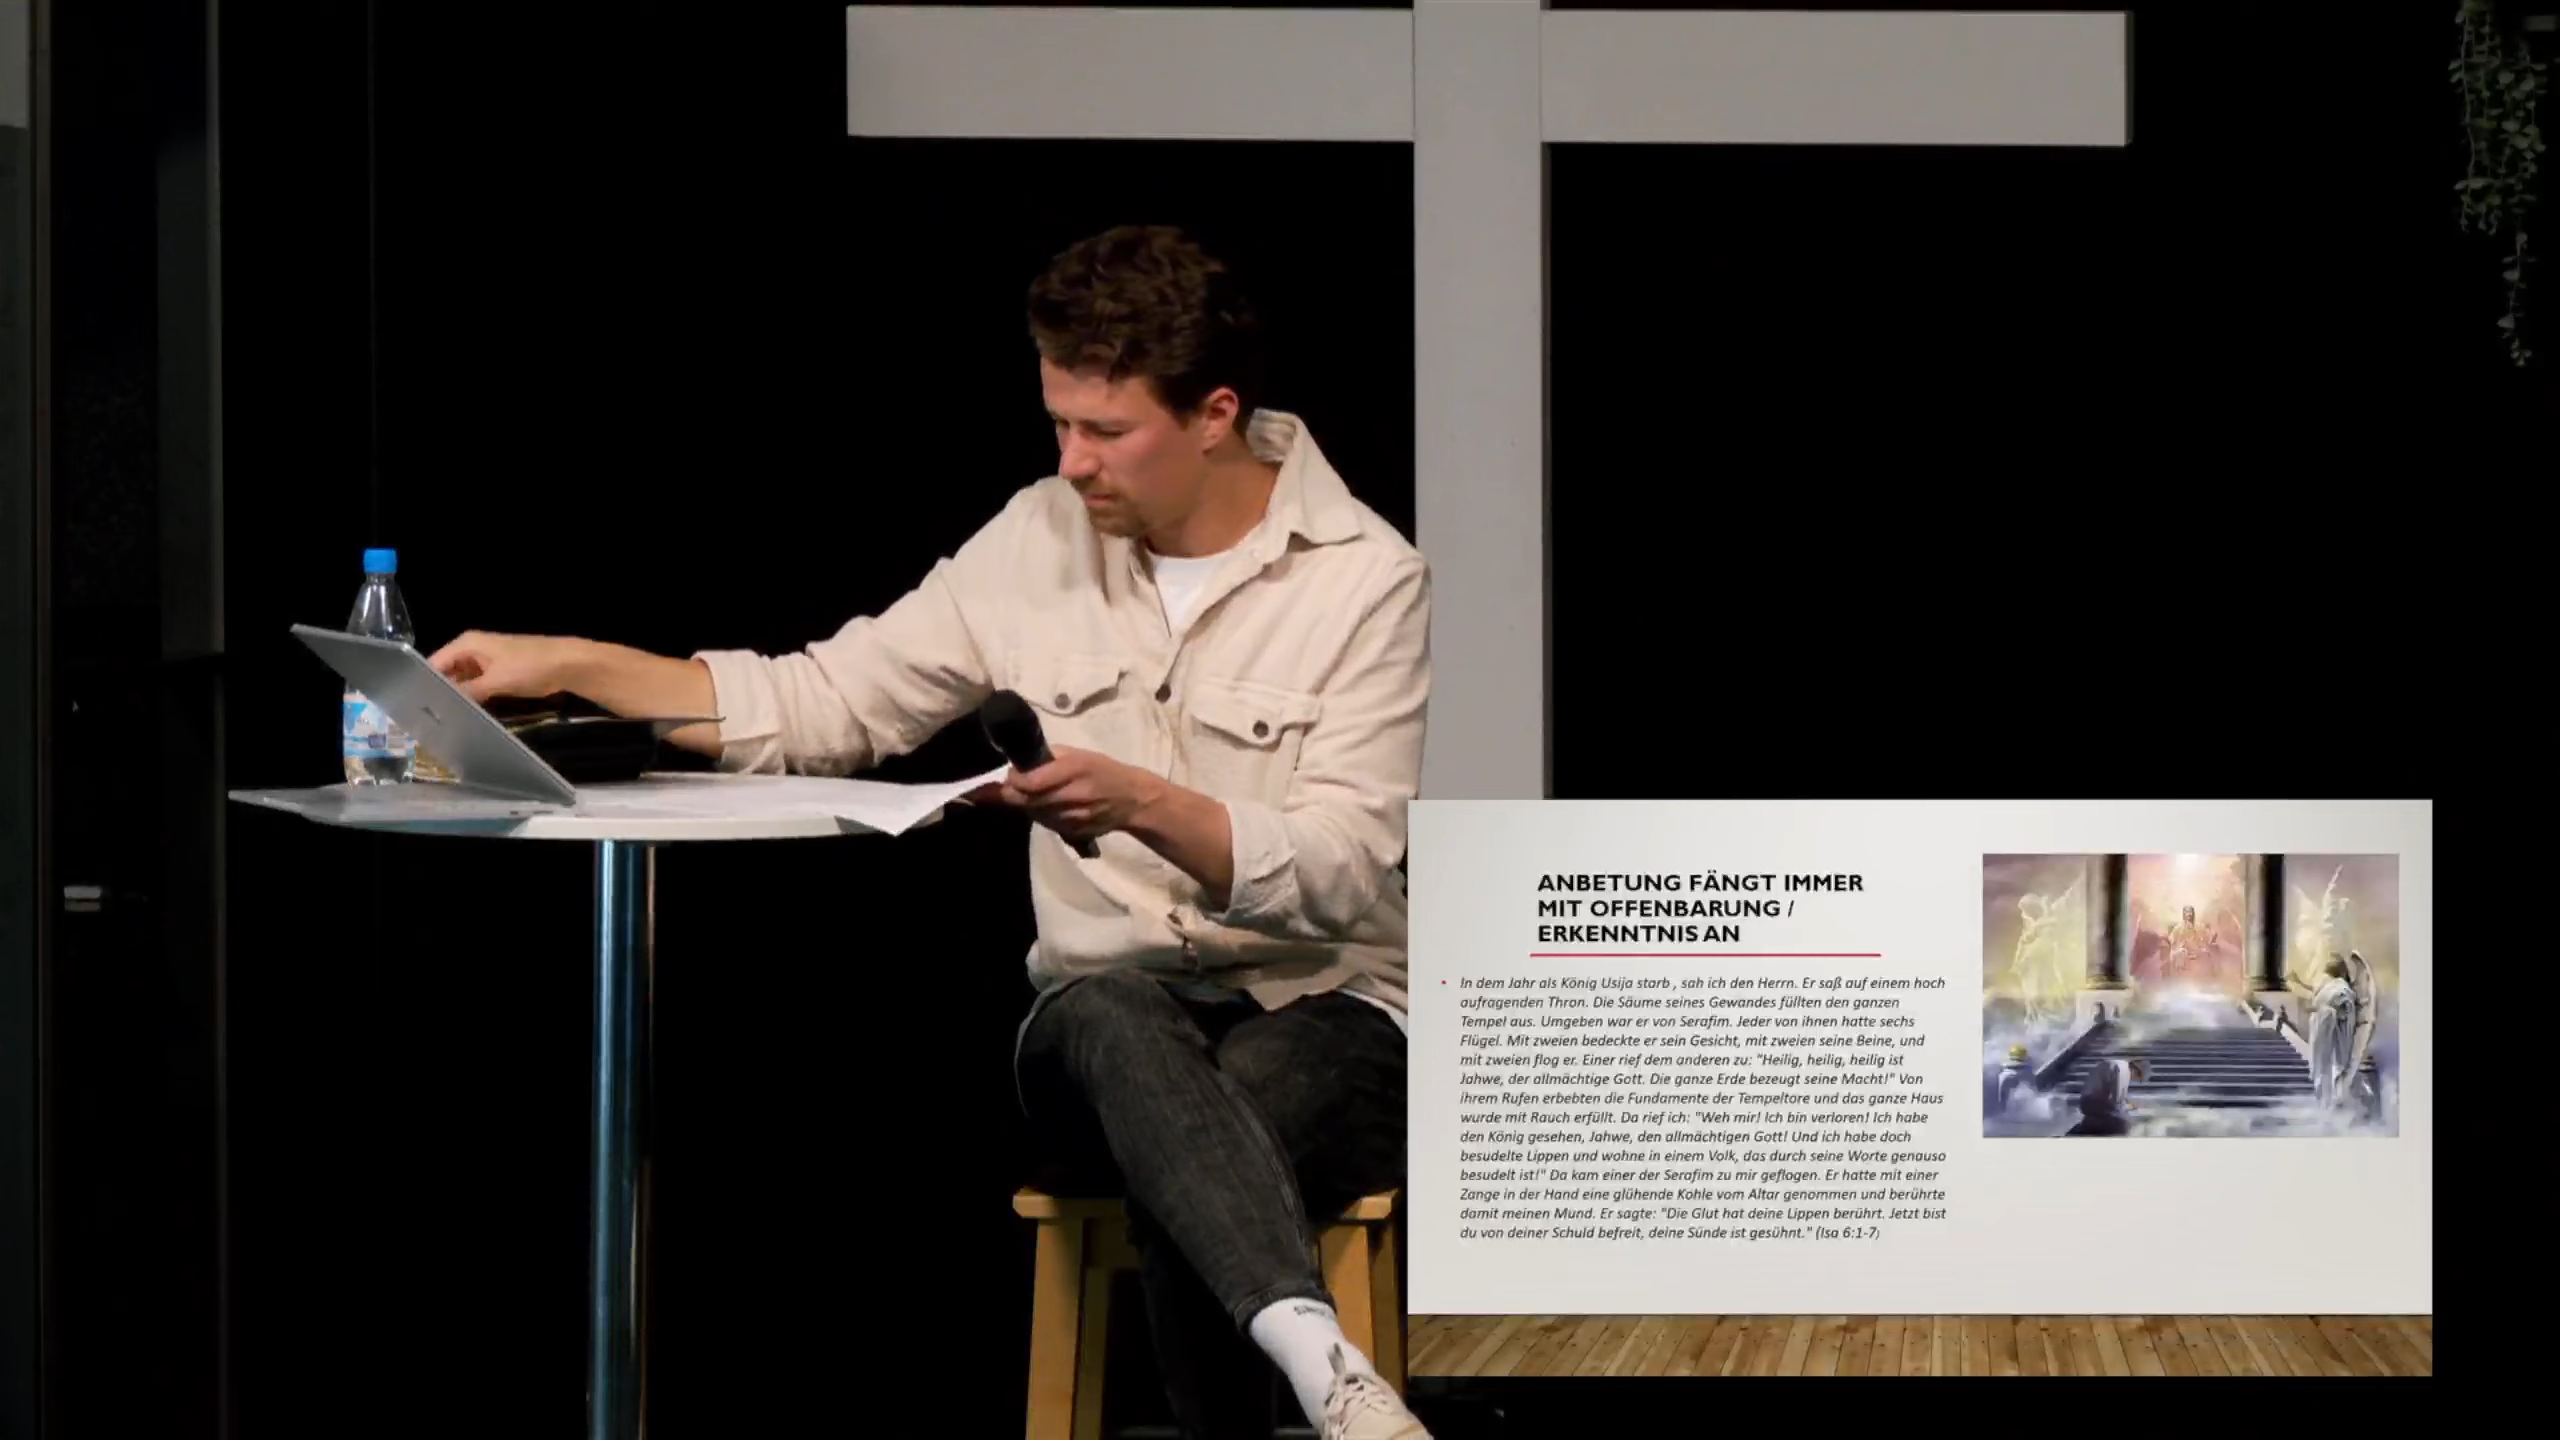 ANBETUNG FÄNGT IMMER
MIT OFFENBARUNG /
ERKENNTNIS AN
• In dem Jahr als König Usija starb , sah ich den Herrn. Er saß auf einem hoch
aufragenden Thron. Die Säume seines Gewandes füllten den ganzen
Tempel aus. Umgeben war er von Serafim. Jeder von ihnen hatte sechs
Flügel. Mit zweien bedeckte er sein Gesicht, mit zweien seine Beine, und
mit zweien flog er. Einer rief dem anderen zu: "Heilig, heilig, heilig ist
Jahwe, der allmächtige Gott. Die ganze Erde bezeugt seine Macht!" Von
ihrem Rufen erbebten die Fundamente der Tempeltore und das ganze Haus
wurde mit Rauch erfüllt. Da rief ich: "Weh mir! Ich bin verloren! Ich habe
den König gesehen, Jahwe, den allmächtigen Gott! Und ich habe doch
besudelte Lippen und wohne in einem Volk, das durch seine Worte genauso
besudelt ist!" Da kam einer der Serafim zu mir geflogen. Er hatte mit einer
Zange in der Hand eine glühende Kohle vom Altar genommen und berührte
damit meinen Mund. Er sagte: "Die Glut hat deine Lippen berührt. Jetzt bist
du von deiner Schuld befreit, deine Sünde ist gesühnt." (Isa 6:1-7)